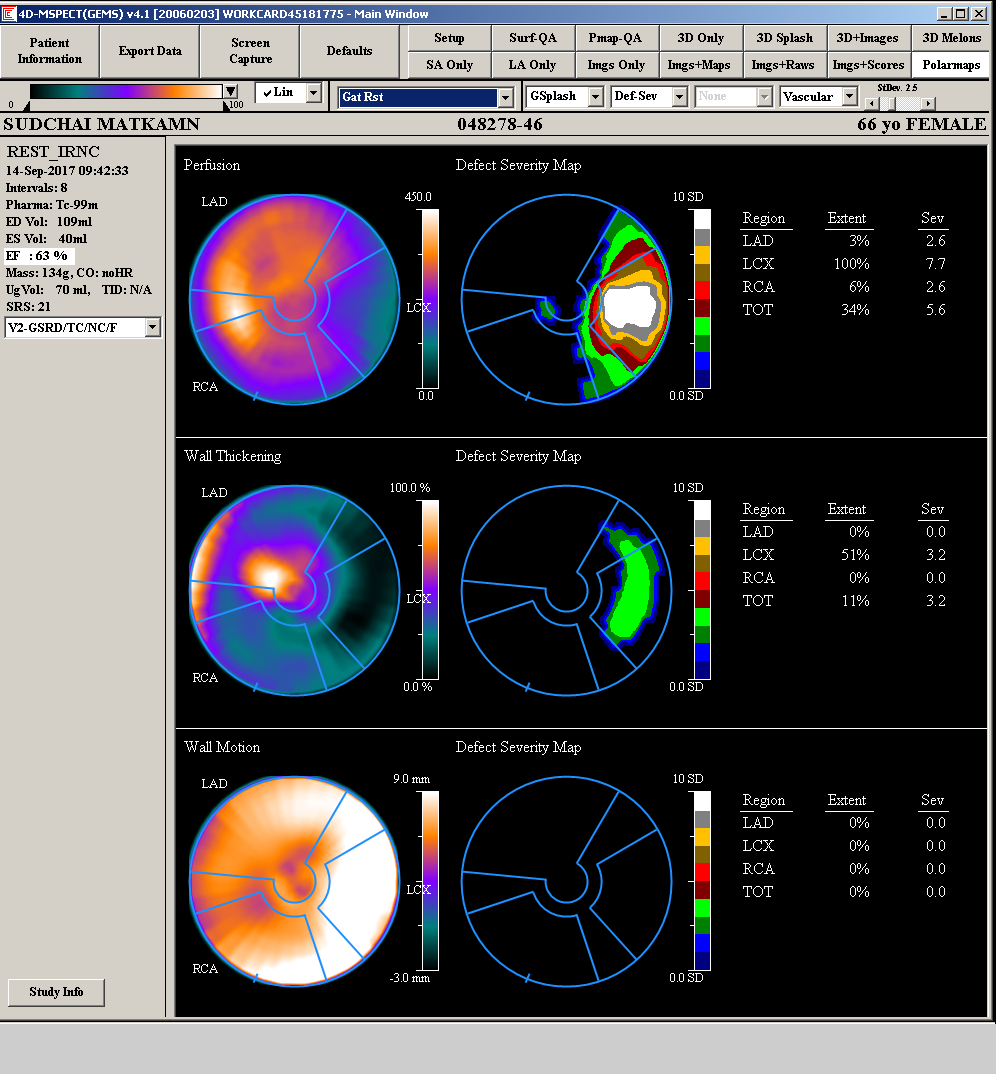 4D-MSPECT(GEMS) v4.1 [20060203] WORKCARD45181775 - Main Window
Patient Information
Export Data
Screen Capture
Defaults
Setup
Surf-QA
Pmap-QA
3D Only
3D Splash
3D+Images
3D Melons
SA Only
LA Only
Imgs Only
Imgs+Maps
Imgs+Raws
Imgs+Scores
Polarmaps
0
100
Lin
Gat Rst
GSplash
Def-Sev
None
Vascular
StDev. 2.5
SUDCHAI MATKAMN 048278-46 66 yo FEMALE
REST_IRNC
14-Sep-2017 09:42:33
Intervals: 8
Pharma: Tc-99m
ED Vol: 109ml
ES Vol: 40ml
EF : 63 %
Mass: 134g, CO: noHR
UgVol: 70 ml, TID: N/A
SRS: 21
V2-GSRD/TC/NC/F
Study Info
Perfusion
LAD
LCX
RCA
450.0
0.0
Defect Severity Map
10 SD
0.0 SD
Region Extent Sev
LAD 3% 2.6
LCX 100% 7.7
RCA 6% 2.6
TOT 34% 5.6
Wall Thickening
LAD
LCX
RCA
100.0 %
0.0 %
Defect Severity Map
10 SD
0.0 SD
Region Extent Sev
LAD 0% 0.0
LCX 51% 3.2
RCA 0% 0.0
TOT 11% 3.2
Wall Motion
LAD
LCX
RCA
9.0 mm
-3.0 mm
Defect Severity Map
10 SD
0.0 SD
Region Extent Sev
LAD 0% 0.0
LCX 0% 0.0
RCA 0% 0.0
TOT 0% 0.0